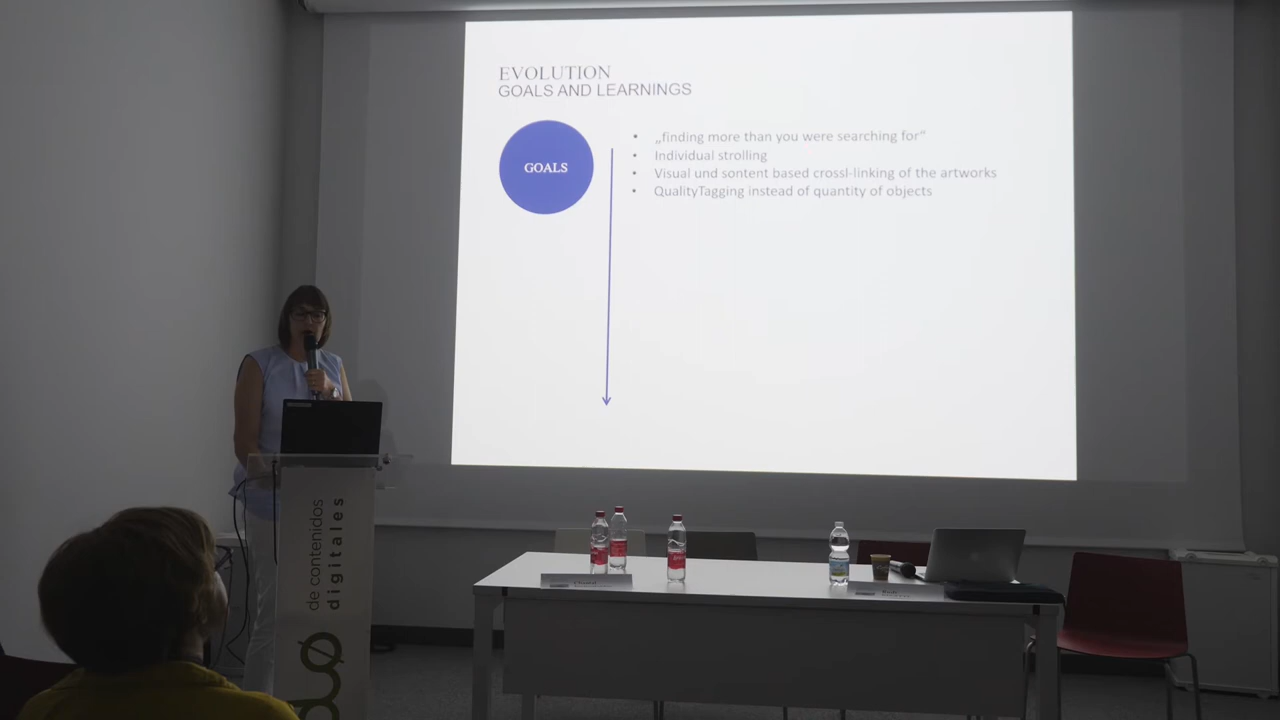 EVOLUTION
GOALS AND LEARNINGS
GOALS
• „finding more than you were searching for“
• Individual strolling
• Visual und sontent based crossl-linking of the artworks
• QualityTagging instead of quantity of objects
de contenidos
digitales